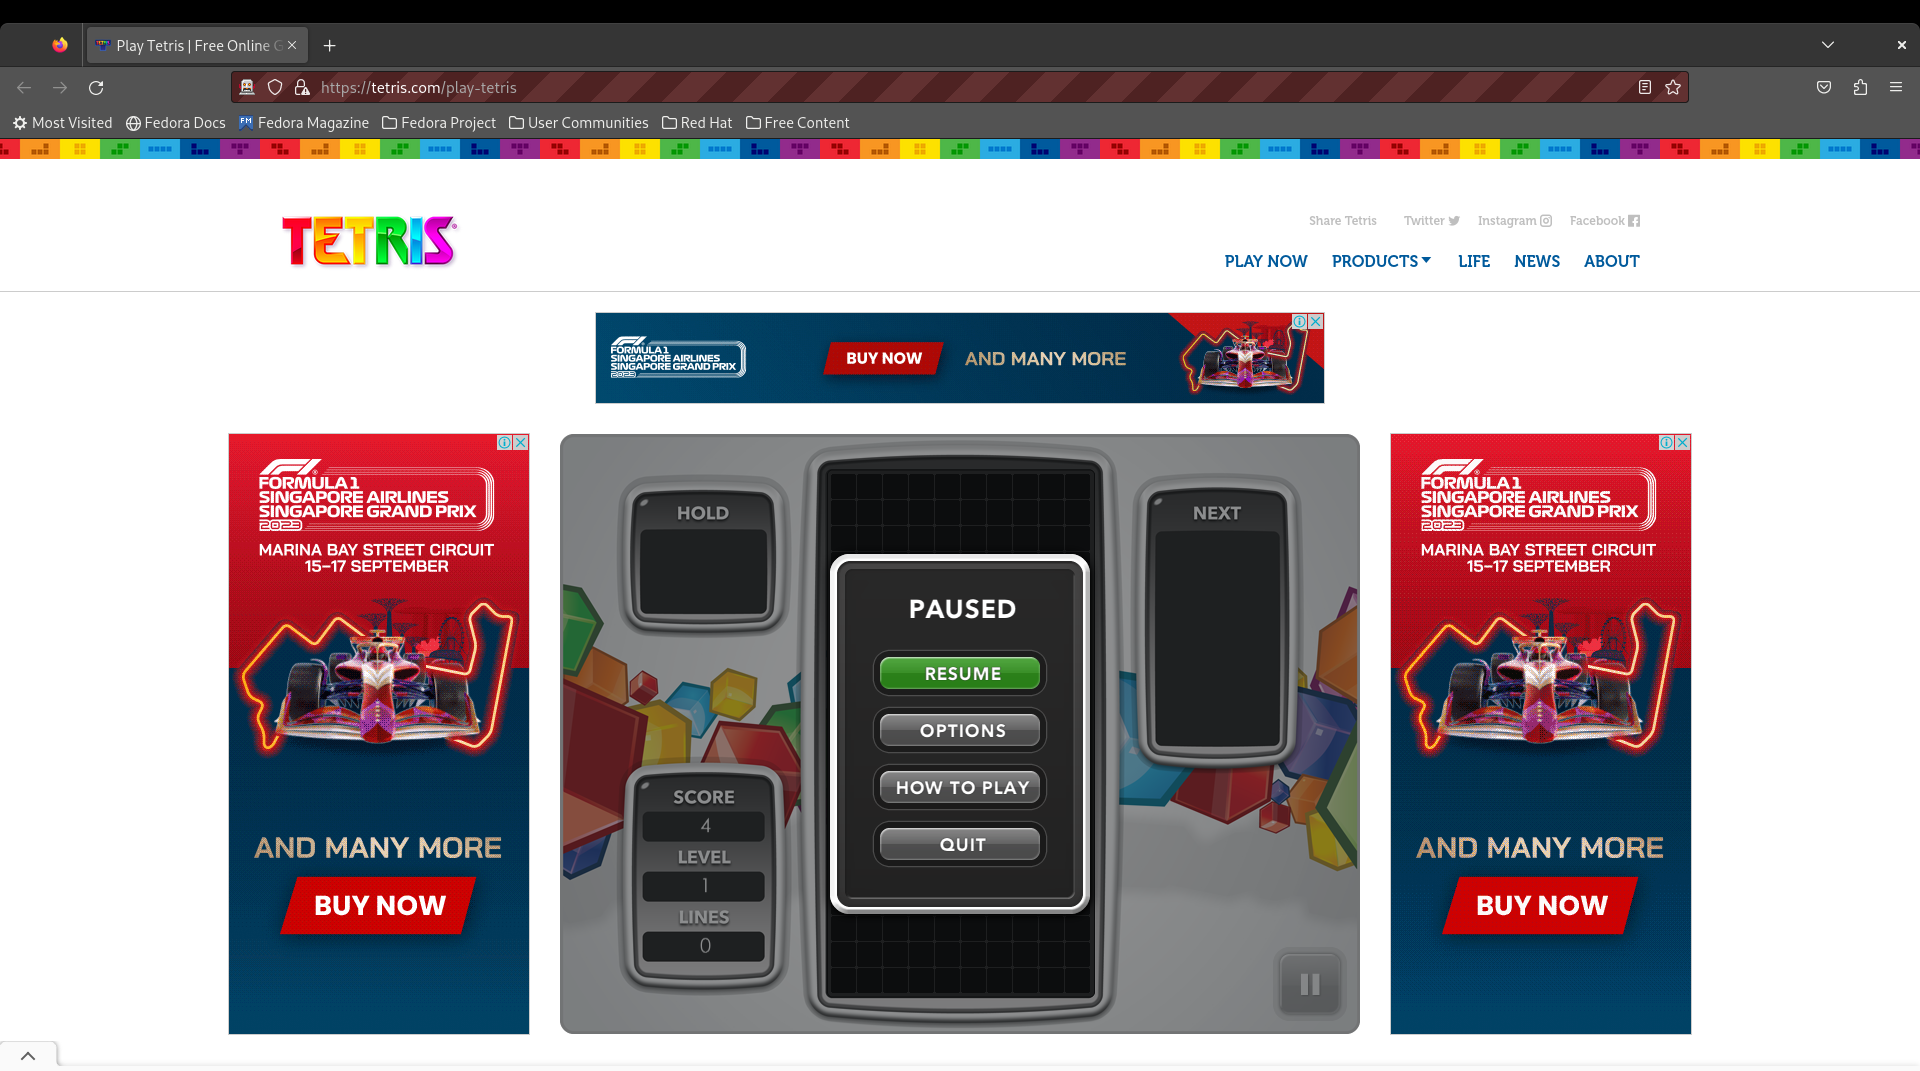 Play Tetris | Free Online G
https://tetris.com/play-tetris
Most Visited
Fedora Docs
Fedora Magazine
Fedora Project
User Communities
Red Hat
Free Content
TETRIS
Share Tetris
Twitter
Instagram
Facebook
PLAY NOW
PRODUCTS
LIFE
NEWS
ABOUT
FORMULA 1
SINGAPORE AIRLINES
SINGAPORE GRAND PRIX
2023
BUY NOW
AND MANY MORE
FORMULA 1
SINGAPORE AIRLINES
SINGAPORE GRAND PRIX
2023
MARINA BAY STREET CIRCUIT
15–17 SEPTEMBER
AND MANY MORE
BUY NOW
HOLD
SCORE
4
LEVEL
1
LINES
0
PAUSED
RESUME
OPTIONS
HOW TO PLAY
QUIT
NEXT
FORMULA 1
SINGAPORE AIRLINES
SINGAPORE GRAND PRIX
2023
MARINA BAY STREET CIRCUIT
15–17 SEPTEMBER
AND MANY MORE
BUY NOW